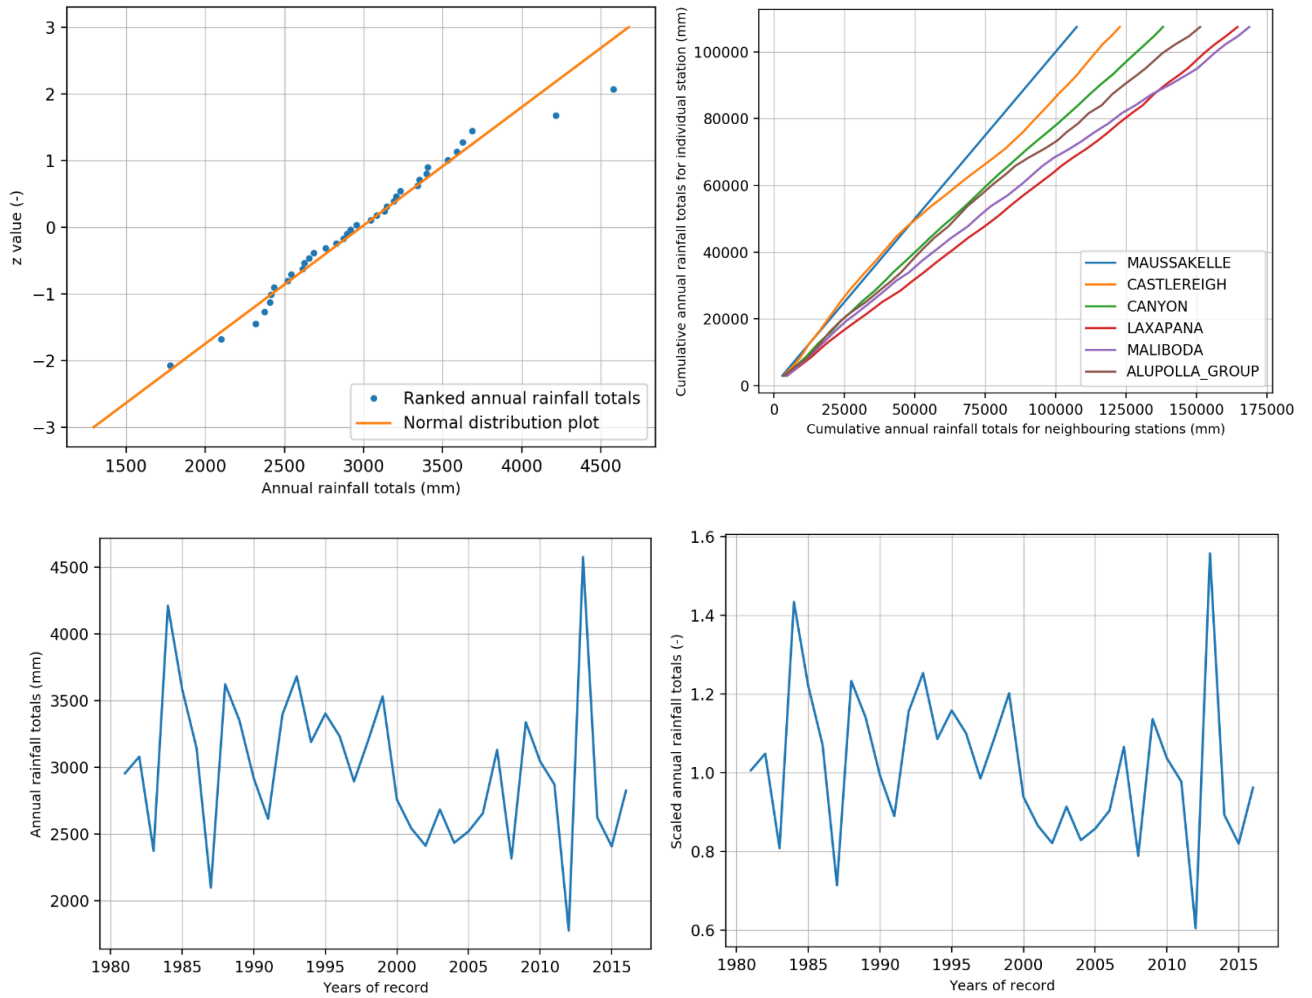 3
2
1
0
−1
−2
−3
z value (-)
1500 2000 2500 3000 3500 4000 4500
Annual rainfall totals (mm)
Ranked annual rainfall totals
Normal distribution plot
100000
80000
60000
40000
20000
0
Cumulative annual rainfall totals for individual station (mm)
0 25000 50000 75000 100000 125000 150000 175000
Cumulative annual rainfall totals for neighbouring stations (mm)
MAUSSAKELLE
CASTLEREIGH
CANYON
LAXAPANA
MALIBODA
ALUPOLLA_GROUP
4500
4000
3500
3000
2500
2000
Annual rainfall totals (mm)
1980 1985 1990 1995 2000 2005 2010 2015
Years of record
1.6
1.4
1.2
1.0
0.8
0.6
Scaled annual rainfall totals (-)
1980 1985 1990 1995 2000 2005 2010 2015
Years of record